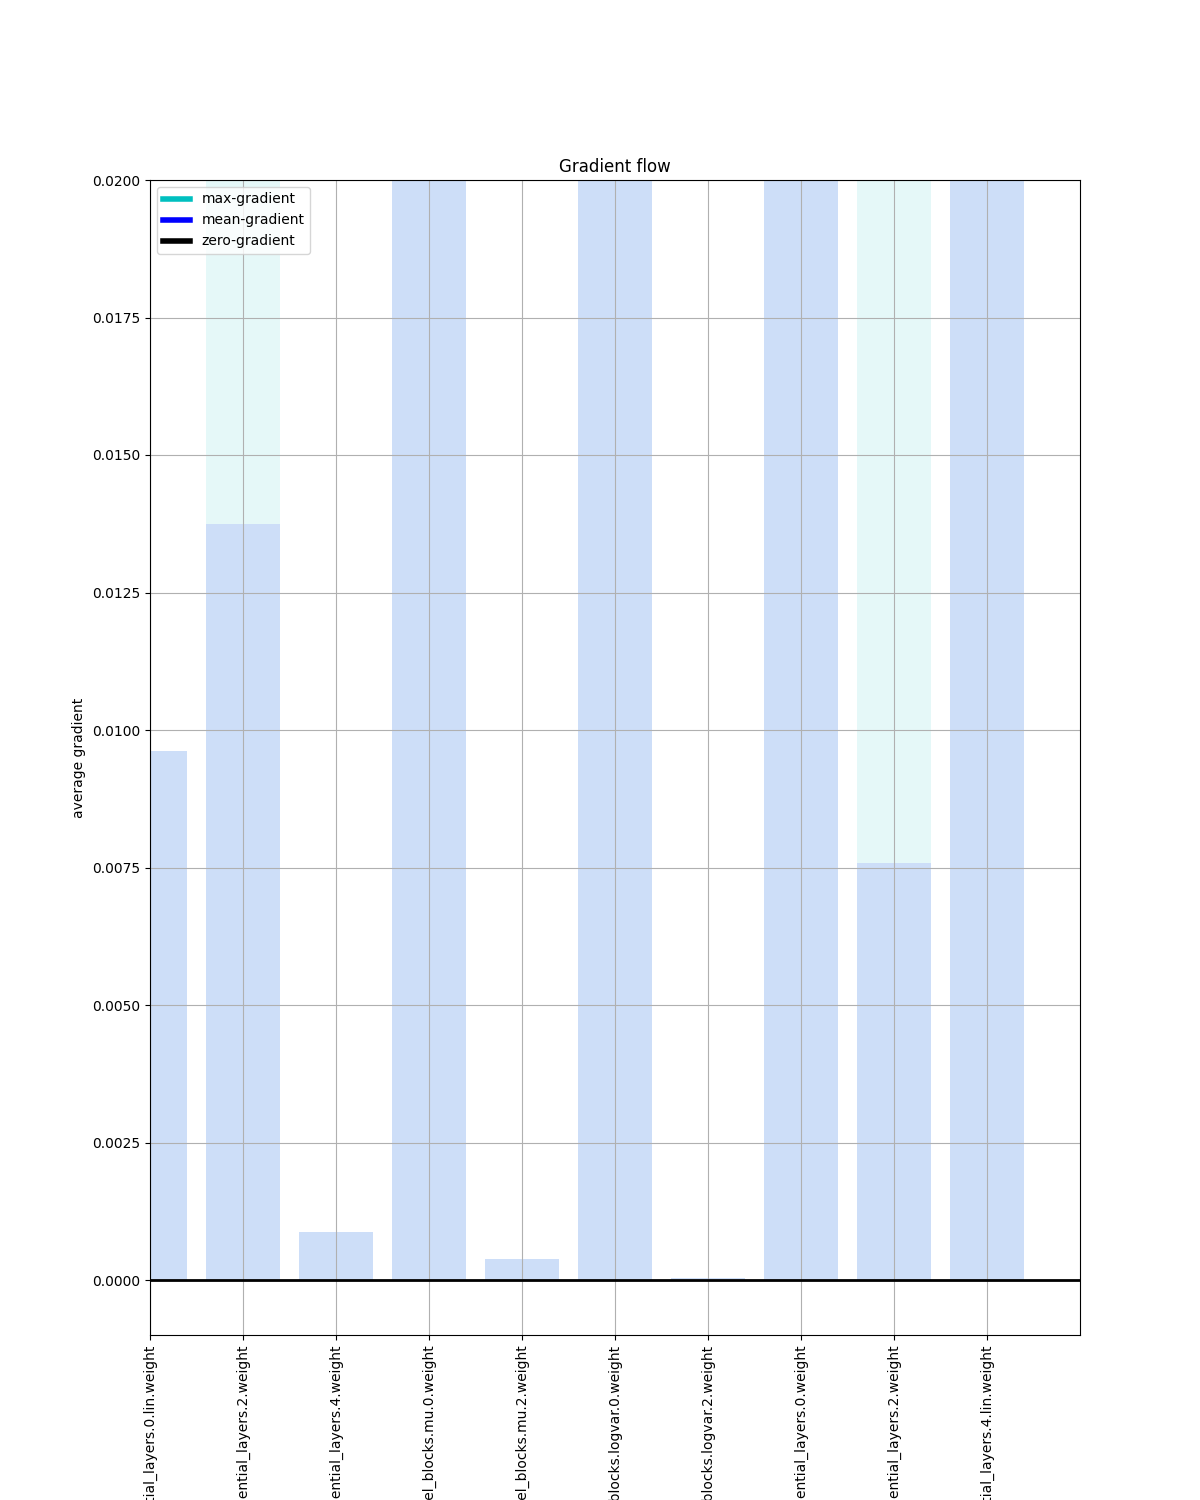 Gradient flow
max-gradient
mean-gradient
zero-gradient
0.0200
0.0175
0.0150
0.0125
0.0100
0.0075
0.0050
0.0025
0.0000
average gradient
tial_layers.0.lin.weight
ential_layers.2.weight
ential_layers.4.weight
el_blocks.mu.0.weight
el_blocks.mu.2.weight
blocks.logvar.0.weight
blocks.logvar.2.weight
ential_layers.0.weight
ential_layers.2.weight
tial_layers.4.lin.weight